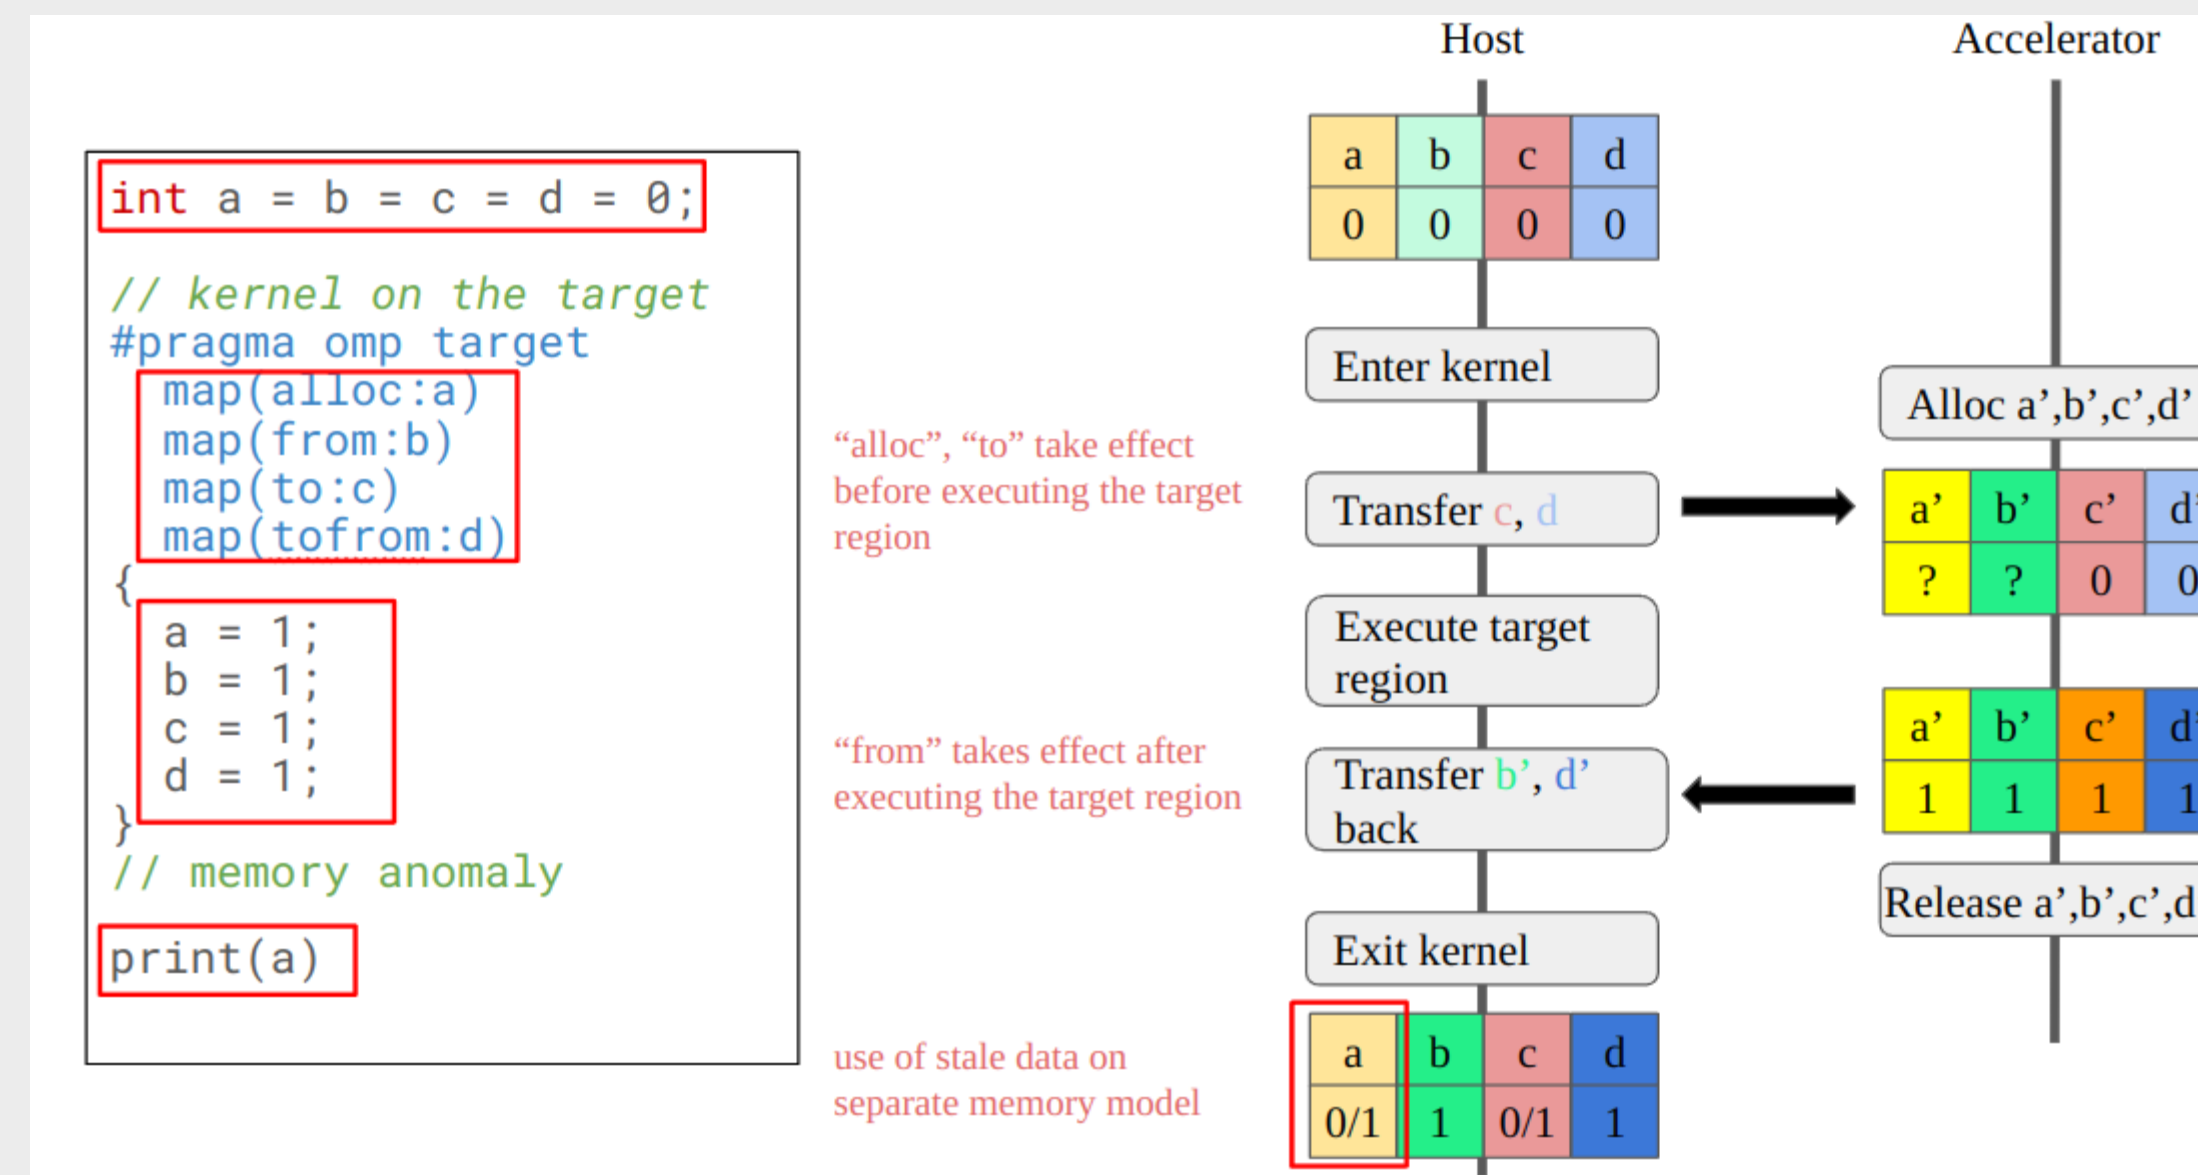 int a = b = c = d = 0;
// kernel on the target
#pragma omp target
map(alloc:a)
map(from:b)
map(to:c)
map(tofrom:d)
{
a = 1;
b = 1;
c = 1;
d = 1;
}
// memory anomaly
print(a)
“alloc”, “to” take effect
before executing the target
region
“from” takes effect after
executing the target region
use of stale data on
separate memory model
Host
a b c d
0 0 0 0
Enter kernel
Transfer c, d
Execute target
region
Transfer b’, d’
back
Exit kernel
a b c d
0/1 1 0/1 1
Accelerator
Alloc a’,b’,c’,d’
a’ b’ c’ d’
? ? 0 0
a’ b’ c’ d’
1 1 1 1
Release a’,b’,c’,d